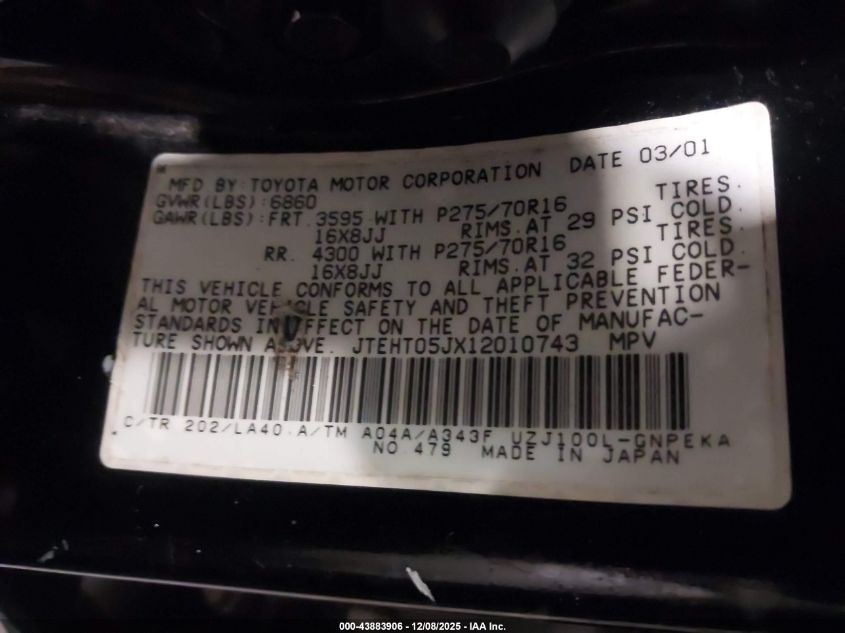 MFD BY: TOYOTA MOTOR CORPORATION DATE 03/01
GVWR(LBS): 6860
GAWR(LBS): FRT. 3595 WITH P275/70R16 TIRES.
16X8JJ RIMS. AT 29 PSI COLD.
RR. 4300 WITH P275/70R16 TIRES.
16X8JJ RIMS. AT 32 PSI COLD.
THIS VEHICLE CONFORMS TO ALL APPLICABLE FEDER-
AL MOTOR VEHICLE SAFETY AND THEFT PREVENTION
STANDARDS IN EFFECT ON THE DATE OF MANUFAC-
TURE SHOWN ABOVE. JTEHT05JX12010743 MPV
C/TR 202/LA40 A/TM A04A/A343F UZJ100L-GNPEKA
NO 479 MADE IN JAPAN
000-43883906 - 12/08/2025 - IAA Inc.